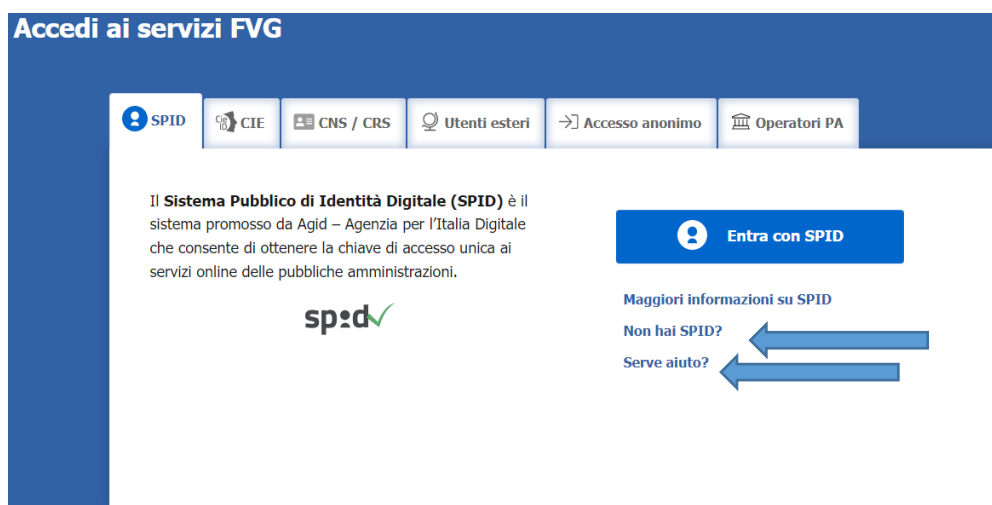 Accedi ai servizi FVG
SPID
CIE
CNS / CRS
Utenti esteri
Accesso anonimo
Operatori PA
Il Sistema Pubblico di Identità Digitale (SPID) è il
sistema promosso da Agid – Agenzia per l'Italia Digitale
che consente di ottenere la chiave di accesso unica ai
servizi online delle pubbliche amministrazioni.
spid
Entra con SPID
Maggiori informazioni su SPID
Non hai SPID?
Serve aiuto?